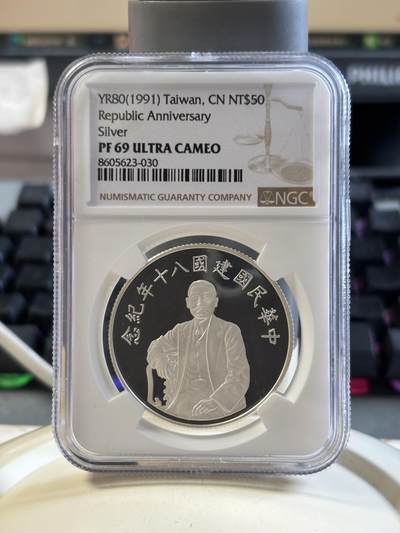 YR80(1991) Taiwan, CN NT$50
Republic Anniversary
Silver
PF 69 ULTRA CAMEO
8605623-030
NUMISMATIC GUARANTY COMPANY
NGC
中華民國建國八十年紀念
PHILIPS